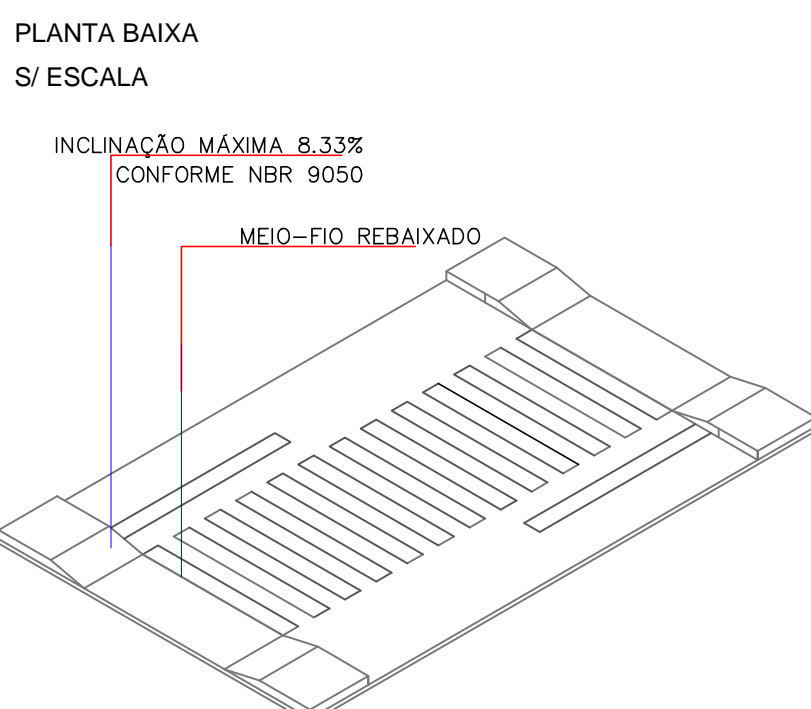 PLANTA BAIXA
S/ ESCALA
INCLINAÇÃO MÁXIMA 8.33%
CONFORME NBR 9050
MEIO-FIO REBAIXADO